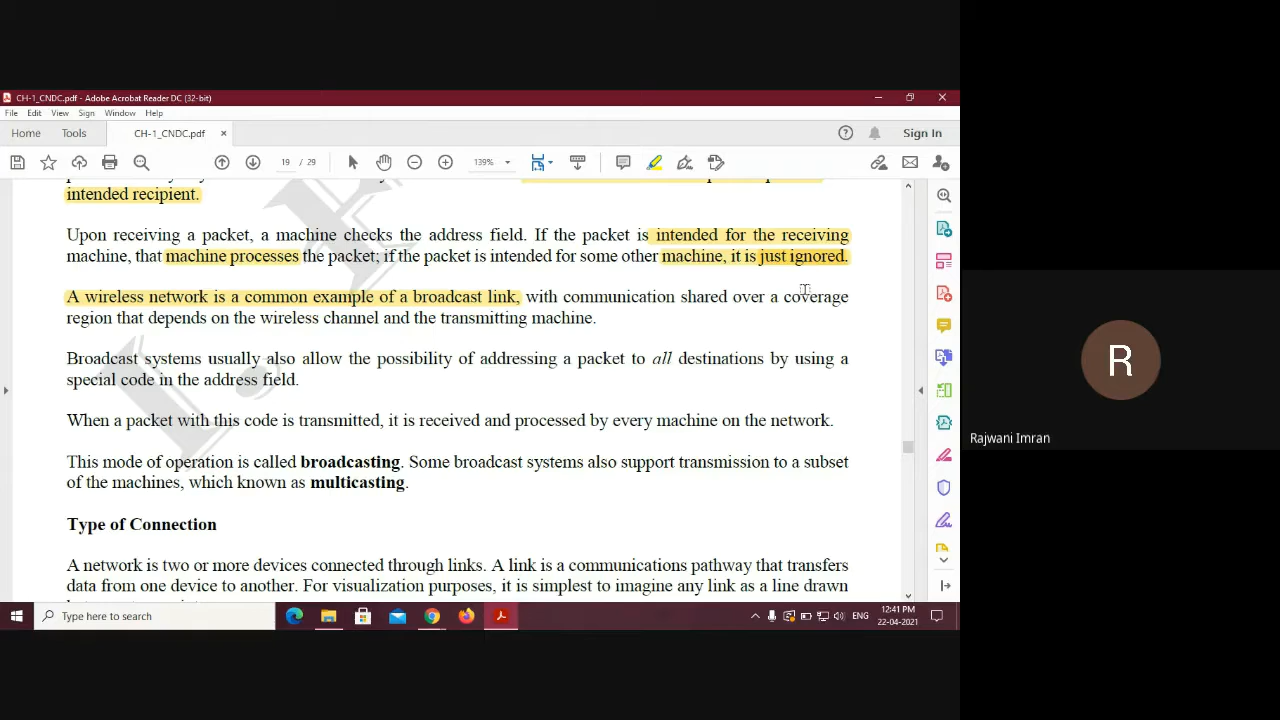 CH-1_CNDC.pdf - Adobe Acrobat Reader DC (32-bit)
File Edit View Sign Window Help
Home Tools CH-1_CNDC.pdf × Sign In
19 / 29 139%
intended recipient.
Upon receiving a packet, a machine checks the address field. If the packet is intended for the receiving
machine, that machine processes the packet; if the packet is intended for some other machine, it is just ignored.
A wireless network is a common example of a broadcast link, with communication shared over a coverage
region that depends on the wireless channel and the transmitting machine.
Broadcast systems usually also allow the possibility of addressing a packet to all destinations by using a
special code in the address field.
When a packet with this code is transmitted, it is received and processed by every machine on the network.
This mode of operation is called broadcasting. Some broadcast systems also support transmission to a subset
of the machines, which known as multicasting.
Type of Connection
A network is two or more devices connected through links. A link is a communications pathway that transfers
data from one device to another. For visualization purposes, it is simplest to imagine any link as a line drawn
Type here to search
ENG
12:41 PM
22-04-2021
R
Rajwani Imran